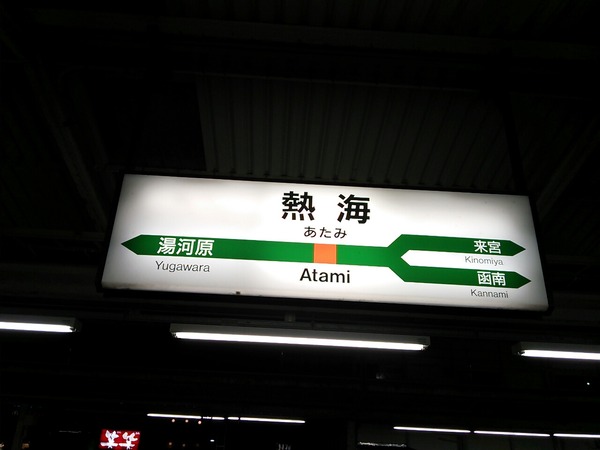 熱海
あたみ
湯河原
Yugawara
Atami
来宮
Kinomiya
函南
Kannami